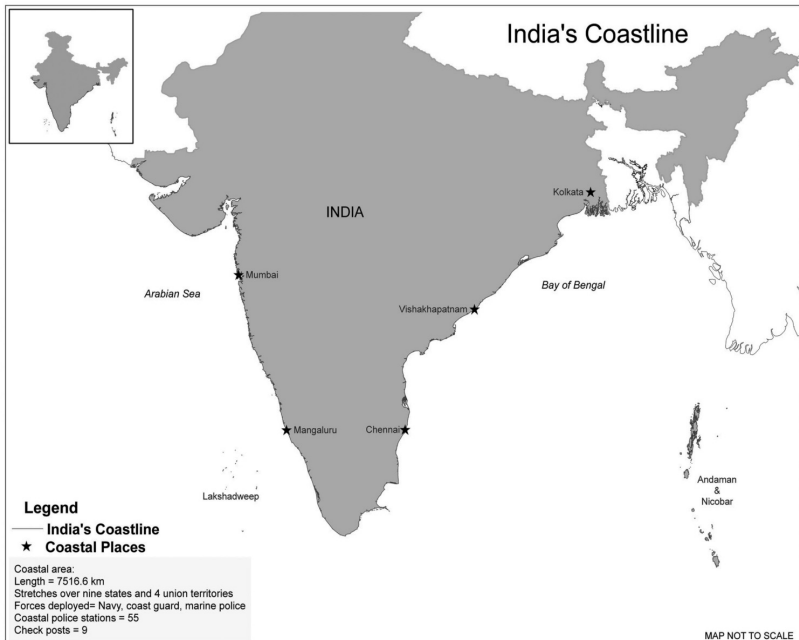 India's Coastline
Kolkata
INDIA
Mumbai
Arabian Sea
Bay of Bengal
Vishakhapatnam
Mangaluru
Chennai
Lakshadweep
Andaman
&
Nicobar
Legend
India's Coastline
Coastal Places
Coastal area:
Length = 7516.6 km
Stretches over nine states and 4 union territories
Forces deployed= Navy, coast guard, marine police
Coastal police stations = 55
Check posts = 9
MAP NOT TO SCALE